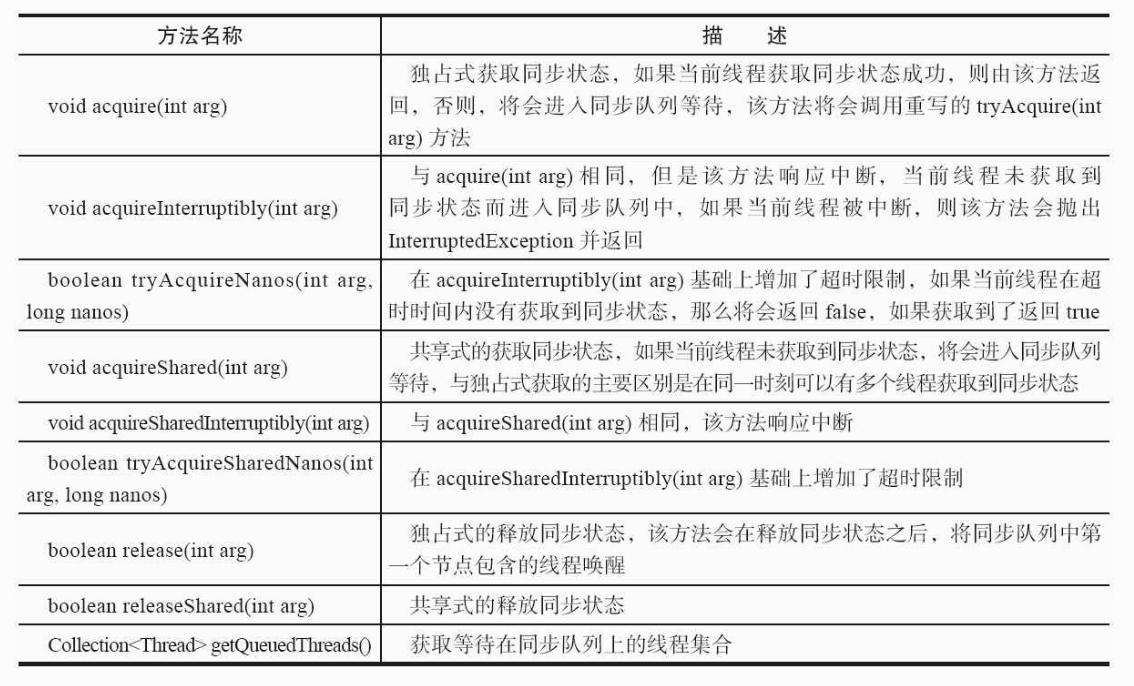 方法名称
描 述
void acquire(int arg)
独占式获取同步状态，如果当前线程获取同步状态成功，则由该方法返
回，否则，将会进入同步队列等待，该方法将会调用重写的 tryAcquire(int
arg) 方法
void acquireInterruptibly(int arg)
与 acquire(int arg) 相同，但是该方法响应中断，当前线程未获取到
同步状态而进入同步队列中，如果当前线程被中断，则该方法会抛出
InterruptedException 并返回
boolean tryAcquireNanos(int arg,
long nanos)
在 acquireInterruptibly(int arg) 基础上增加了超时限制，如果当前线程在超
时时间内没有获取到同步状态，那么将会返回 false，如果获取到了返回 true
void acquireShared(int arg)
共享式的获取同步状态，如果当前线程未获取到同步状态，将会进入同步队列
等待，与独占式获取的主要区别是在同一时刻可以有多个线程获取到同步状态
void acquireSharedInterruptibly(int arg)
与 acquireShared(int arg) 相同，该方法响应中断
boolean tryAcquireSharedNanos(int
arg, long nanos)
在 acquireSharedInterruptibly(int arg) 基础上增加了超时限制
boolean release(int arg)
独占式的释放同步状态，该方法会在释放同步状态之后，将同步队列中第
一个节点包含的线程唤醒
boolean releaseShared(int arg)
共享式的释放同步状态
Collection<Thread> getQueuedThreads()
获取等待在同步队列上的线程集合